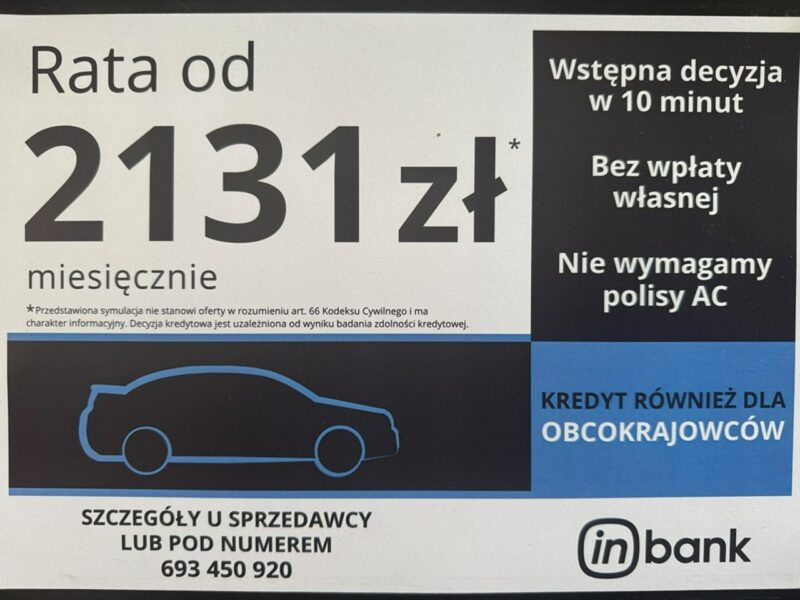 Rata od
2131 zł*
miesięcznie
*Przedstawiona symulacja nie stanowi oferty w rozumieniu art. 66 Kodeksu Cywilnego i ma
charakter informacyjny. Decyzja kredytowa jest uzależniona od wyniku badania zdolności kredytowej.
Wstępna decyzja
w 10 minut
Bez wpłaty
własnej
Nie wymagamy
polisy AC
KREDYT RÓWNIEŻ DLA
OBCOKRAJOWCÓW
SZCZEGÓŁY U SPRZEDAWCY
LUB POD NUMEREM
693 450 920
inbank